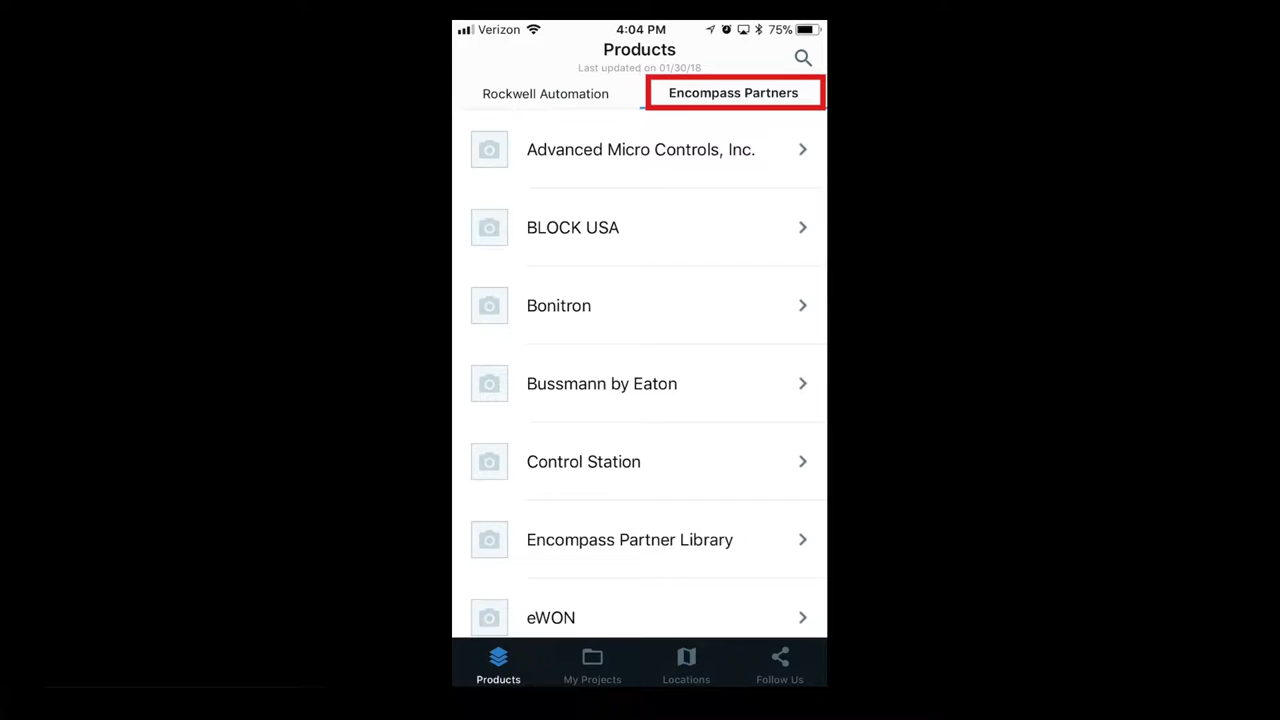 Verizon 4:04 PM 75%
Products
Last updated on 01/30/18
Rockwell Automation Encompass Partners
Advanced Micro Controls, Inc.
BLOCK USA
Bonitron
Bussmann by Eaton
Control Station
Encompass Partner Library
eWON
Products My Projects Locations Follow Us